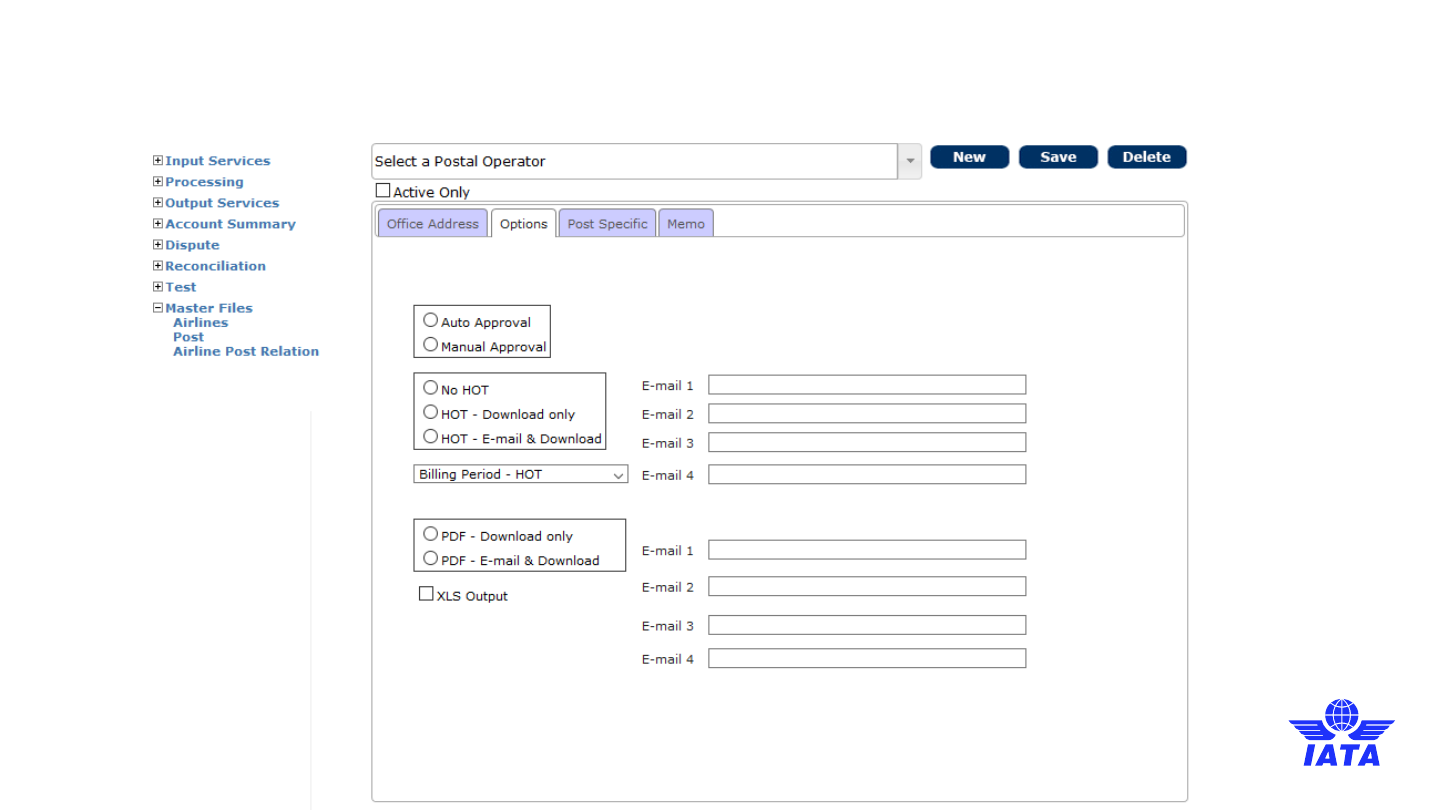 Input Services
Processing
Output Services
Account Summary
Dispute
Reconciliation
Test
Master Files
Airlines
Post
Airline Post Relation
Select a Postal Operator
New
Save
Delete
Active Only
Office Address
Options
Post Specific
Memo
Auto Approval
Manual Approval
No HOT
HOT - Download only
HOT - E-mail & Download
Billing Period - HOT
E-mail 1
E-mail 2
E-mail 3
E-mail 4
PDF - Download only
PDF - E-mail & Download
XLS Output
E-mail 1
E-mail 2
E-mail 3
E-mail 4
IATA